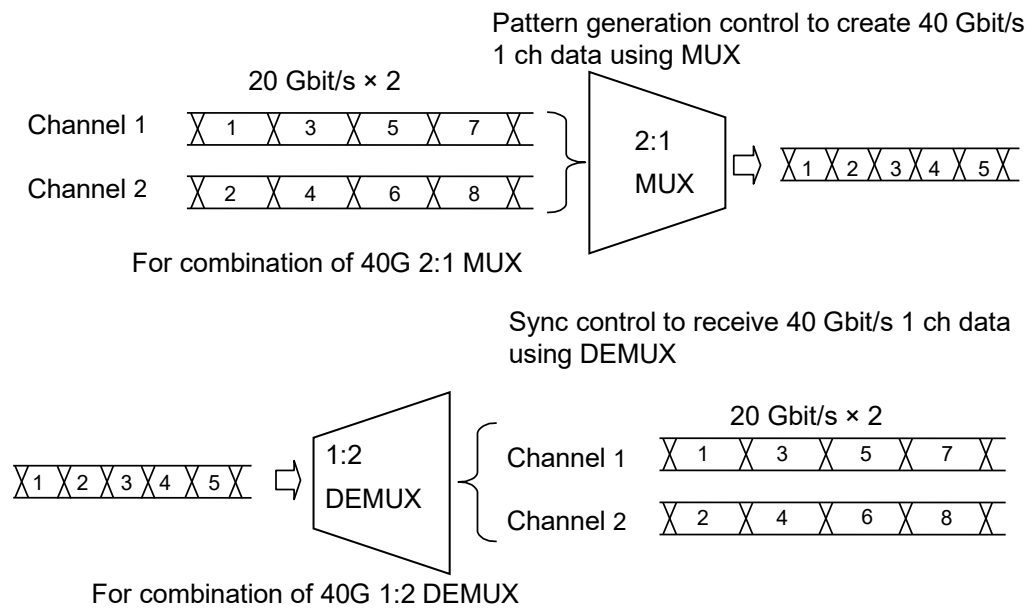 Pattern generation control to create 40 Gbit/s
1 ch data using MUX
20 Gbit/s × 2
Channel 1
1 3 5 7
Channel 2
2 4 6 8
2:1
MUX
1 2 3 4 5
For combination of 40G 2:1 MUX
Sync control to receive 40 Gbit/s 1 ch data
using DEMUX
1 2 3 4 5
1:2
DEMUX
20 Gbit/s × 2
Channel 1
1 3 5 7
Channel 2
2 4 6 8
For combination of 40G 1:2 DEMUX